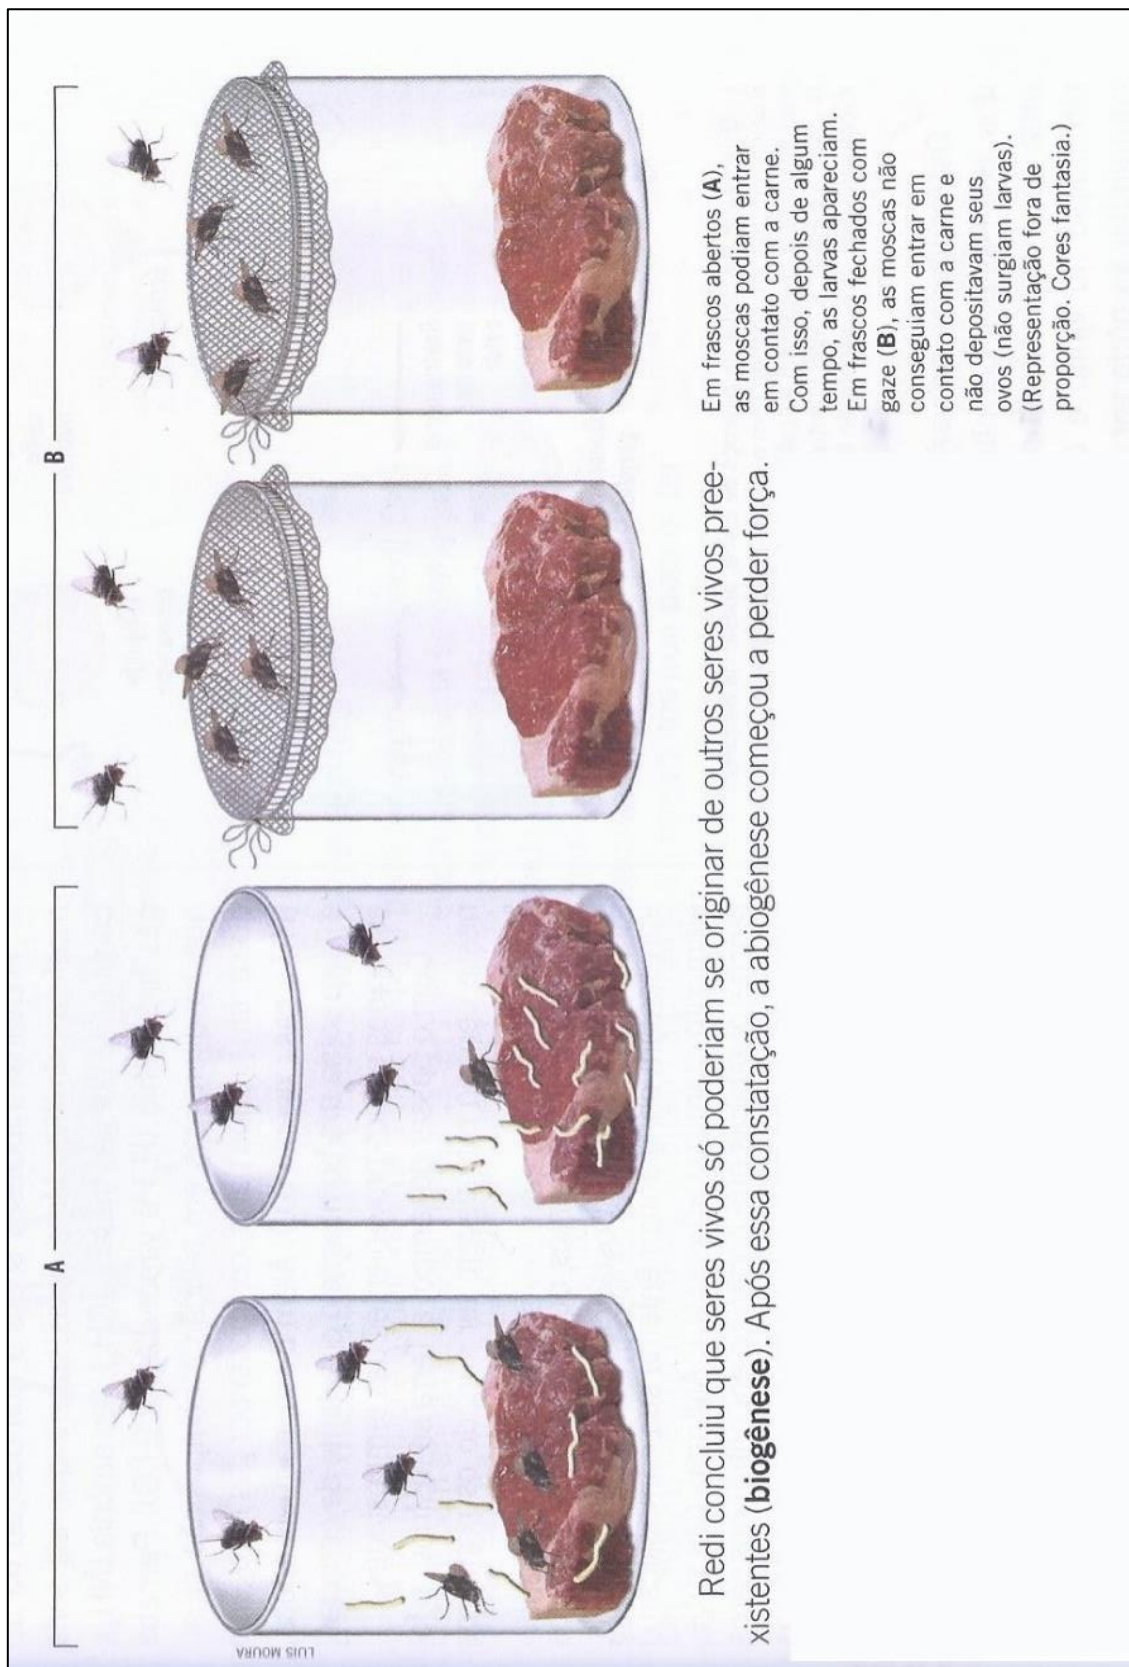 A
B
LUIS MOURA
Em frascos abertos (A),
as moscas podiam entrar
em contato com a carne.
Com isso, depois de algum
tempo, as larvas apareciam.
Em frascos fechados com
gaze (B), as moscas não
conseguiam entrar em
contato com a carne e
não depositavam seus
ovos (não surgiam larvas).
(Representação fora de
proporção. Cores fantasia.)
Redi concluiu que seres vivos só poderiam se originar de outros seres vivos pree-
xistentes (biogênese). Após essa constatação, a abiogênese começou a perder força.